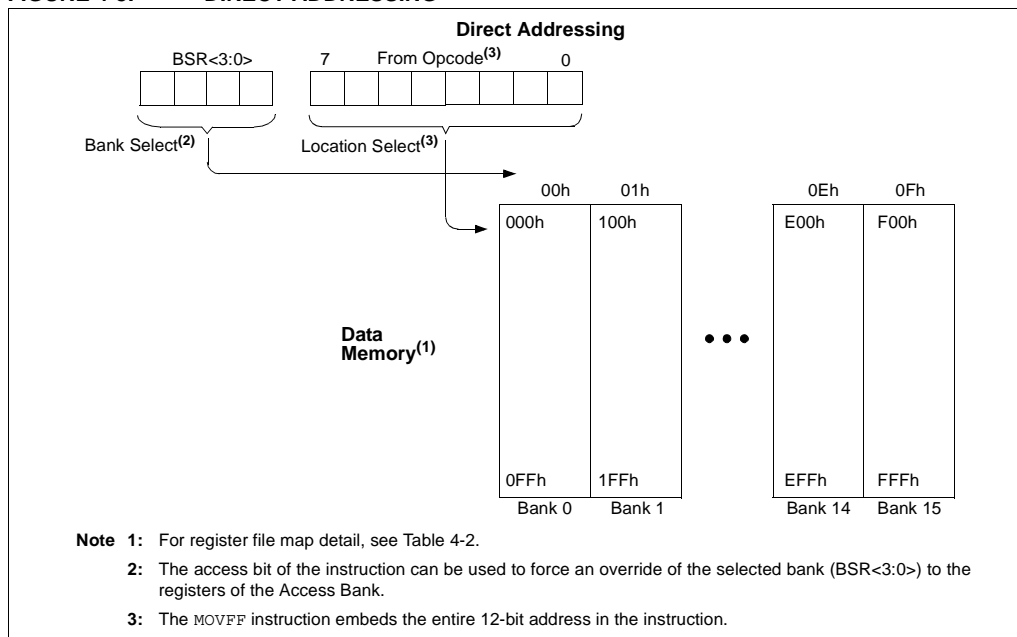 Direct Addressing
BSR<3:0> 7 From Opcode(3) 0
Bank Select(2) Location Select(3)
00h 01h 0Eh 0Fh
000h 100h E00h F00h
Data
Memory(1)
0FFh 1FFh EFFh FFFh
Bank 0 Bank 1 Bank 14 Bank 15
Note 1: For register file map detail, see Table 4-2.
2: The access bit of the instruction can be used to force an override of the selected bank (BSR<3:0>) to the
registers of the Access Bank.
3: The MOVFF instruction embeds the entire 12-bit address in the instruction.